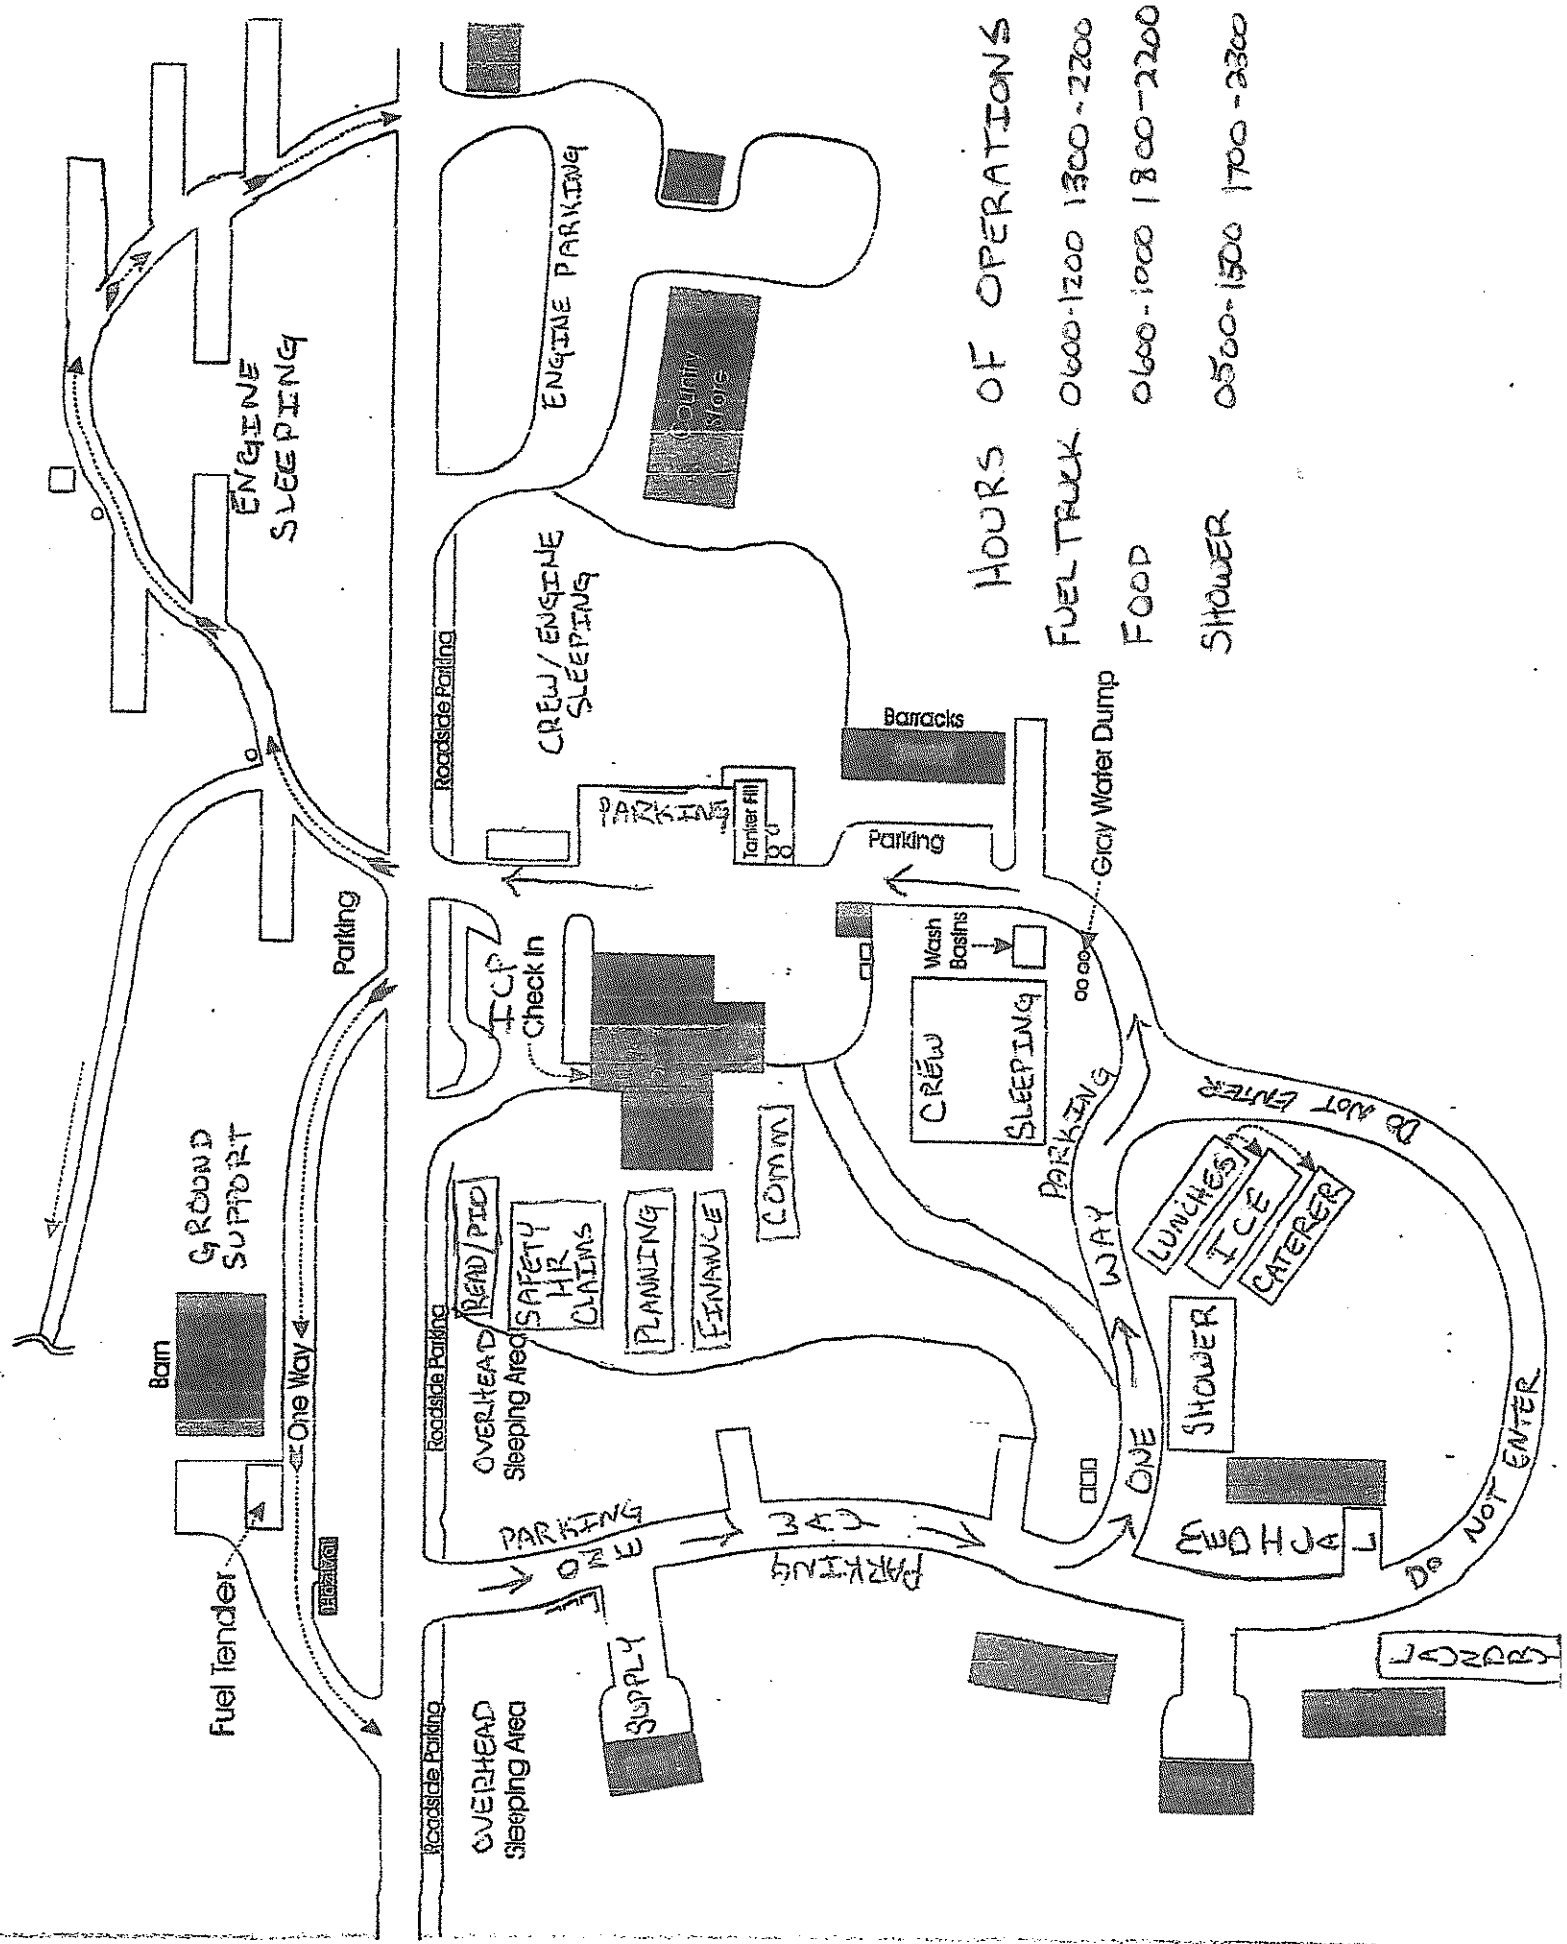 Barn
GROUND
SUPPORT
Fuel Tender
One Way
Parking
ENGINE
SLEEPING
Roadside Parking
Roadside Parking
Roadside Parking
OVERHEAD
Sleeping Area
OVERHEAD
Sleeping Area
READ/PIO
SAFETY
HR
CLAIMS
PLANNING
FINANCE
COMM
ICP
Check In
PARKING
Tanker Fill
CREW/ENGINE
SLEEPING
ENGINE PARKING
Country
Store
SUPPLY
PARKING
ONE
WAY
PARKING
Parking
Barracks
Wash
Basins
Gray Water Dump
CREW
SLEEPING
PARKING
ONE WAY
LUNCHES
ICE
CATERER
SHOWER
DO NOT ENTER
DO NOT ENTER
LAUNDRY
HOURS OF OPERATIONS
FUEL TRUCK 0600-1200 1300-2200
FOOD 0600-1000 1800-2200
SHOWER 0500-1500 1700-2300